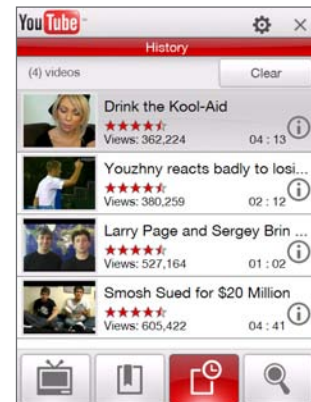 YouTube
History
(4) videos
Clear
Drink the Kool-Aid
Views: 362,224
04 : 13
Youzhny reacts badly to losi...
Views: 380,259
02 : 12
Larry Page and Sergey Brin ...
Views: 527,164
01 : 02
Smosh Sued for $20 Million
Views: 605,422
04 : 41